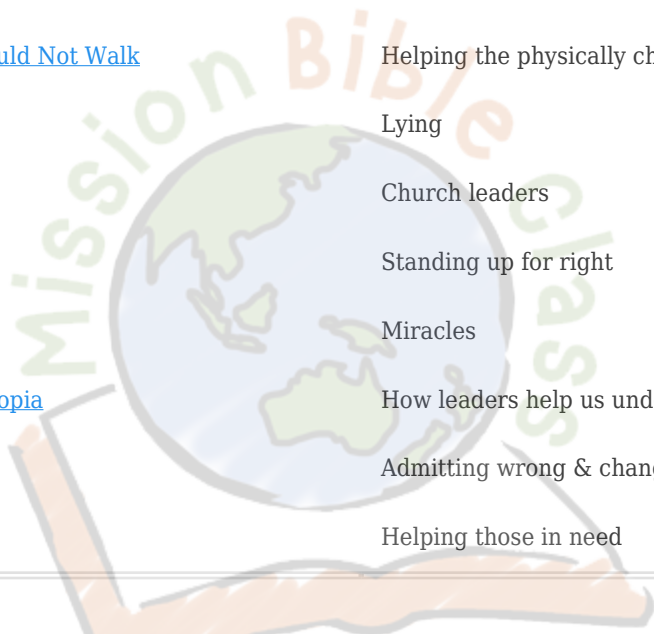 Mission Bible Class
uld Not Walk Helping the physically ch
Lying
Church leaders
Standing up for right
Miracles
opia How leaders help us und
Admitting wrong & chan
Helping those in need